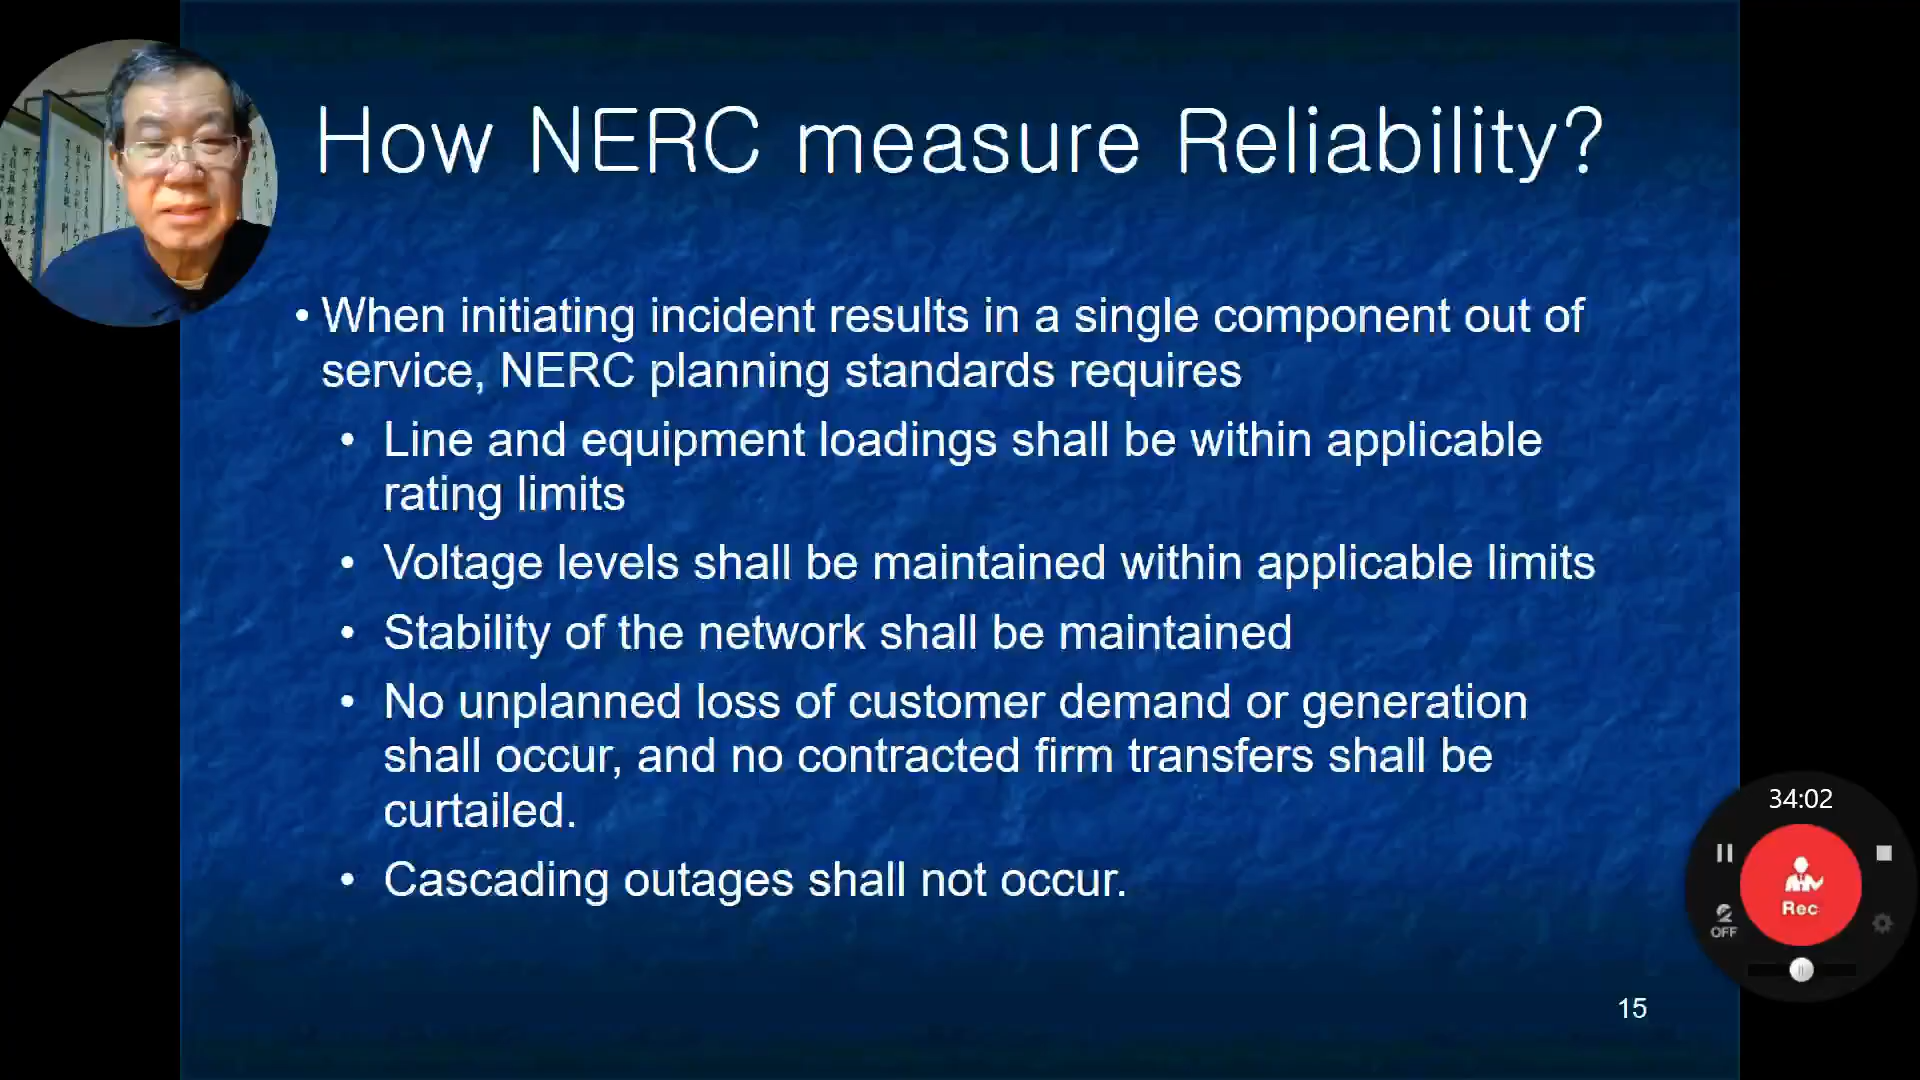 How NERC measure Reliability?
• When initiating incident results in a single component out of
service, NERC planning standards requires
• Line and equipment loadings shall be within applicable
rating limits
• Voltage levels shall be maintained within applicable limits
• Stability of the network shall be maintained
• No unplanned loss of customer demand or generation
shall occur, and no contracted firm transfers shall be
curtailed.
• Cascading outages shall not occur.
34:02
Rec
OFF
15